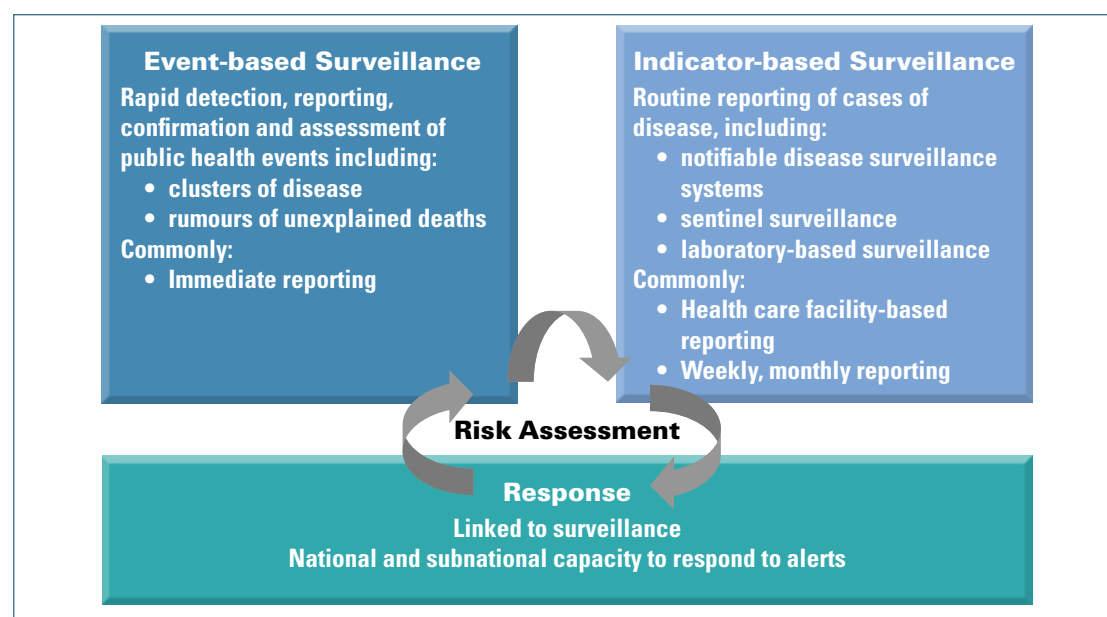 Event-based Surveillance
Rapid detection, reporting,
confirmation and assessment of
public health events including:
• clusters of disease
• rumours of unexplained deaths
Commonly:
• Immediate reporting
Indicator-based Surveillance
Routine reporting of cases of
disease, including:
• notifiable disease surveillance
systems
• sentinel surveillance
• laboratory-based surveillance
Commonly:
• Health care facility-based
reporting
• Weekly, monthly reporting
Risk Assessment
Response
Linked to surveillance
National and subnational capacity to respond to alerts